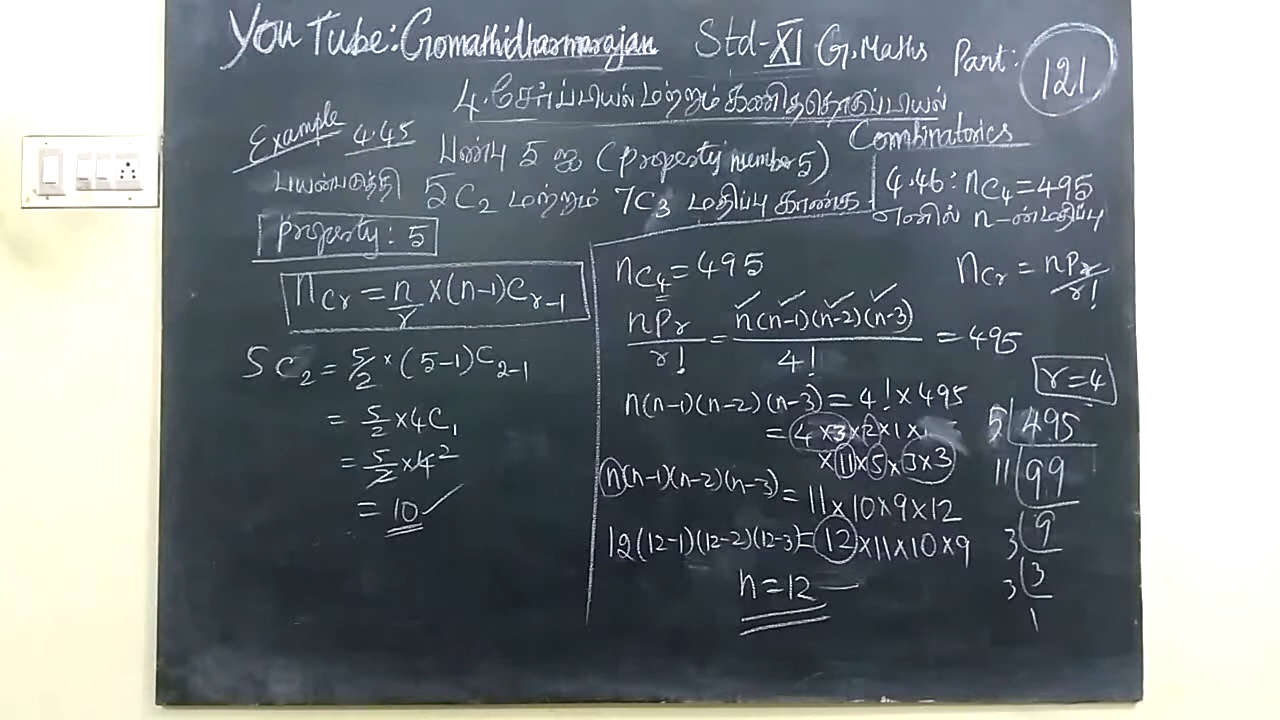 YouTube: Gomathidharmarajan Std-XI G.Maths Part: 121
4. சேர்ப்பியல் மற்றும் கணிதத்தொகுப்பியல்
Combinatorics
Example 4.45 பண்பு 5 ஐ (property number 5)
பயன்படுத்தி 5C₂ மற்றும் 7C₃ மதிப்பு காண்க
4.46: nC₄ = 495
எனில் n-ன் மதிப்பு
property: 5
nCr = n/r × (n-1)C r-1
5C₂ = 5/2 × (5-1)C 2-1
= 5/2 × 4C₁
= 5/2 × 4 2
= 10 ✓
nC₄ = 495
nCr = nPr/r!
nPr/r! = n(n-1)(n-2)(n-3)/4! = 495
r = 4
n(n-1)(n-2)(n-3) = 4! × 495
= 4×3×2×1×
×11×5×3×3
n(n-1)(n-2)(n-3) = 11×10×9×12
12(12-1)(12-2)(12-3) = 12×11×10×9
n = 12
5 | 495
11 | 99
3 | 9
3 | 3
1